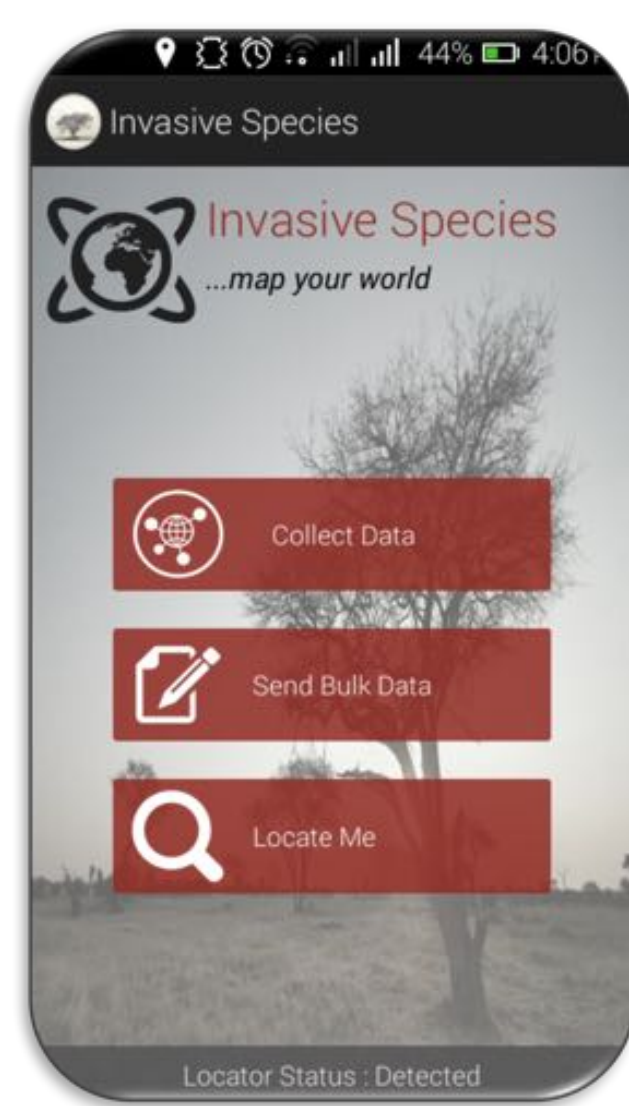 44% 4:06
Invasive Species
Invasive Species
...map your world
Collect Data
Send Bulk Data
Locate Me
Locator Status : Detected